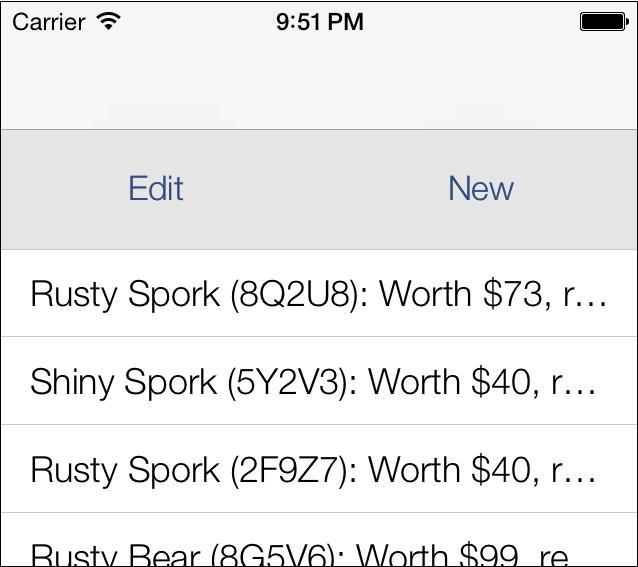 Carrier 9:51 PM
Edit New
Rusty Spork (8Q2U8): Worth $73, r...
Shiny Spork (5Y2V3): Worth $40, r...
Rusty Spork (2F9Z7): Worth $40, r...
Rusty Bear (8G5V6): Worth $99, re